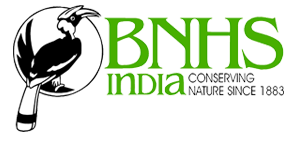 BNHS
INDIA CONSERVING
NATURE SINCE 1883